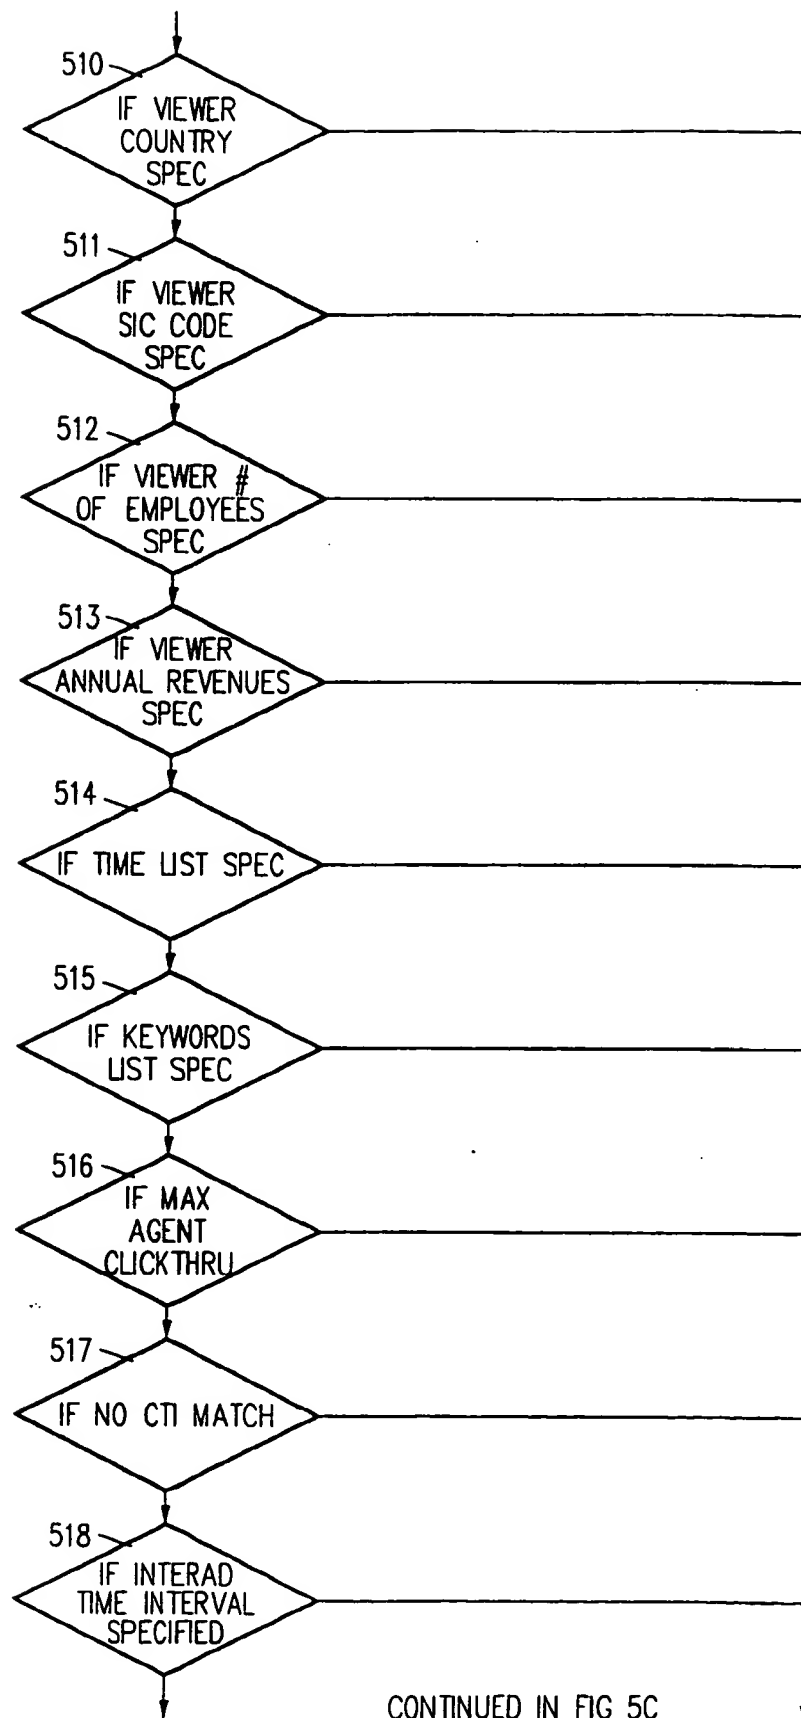 510
IF VIEWER
COUNTRY
SPEC
511
IF VIEWER
SIC CODE
SPEC
512
IF VIEWER #
OF EMPLOYEES
SPEC
513
IF VIEWER
ANNUAL REVENUES
SPEC
514
IF TIME LIST SPEC
515
IF KEYWORDS
LIST SPEC
516
IF MAX
AGENT
CLICKTHRU
517
IF NO CTI MATCH
518
IF INTERAD
TIME INTERVAL
SPECIFIED
CONTINUED IN FIG 5C